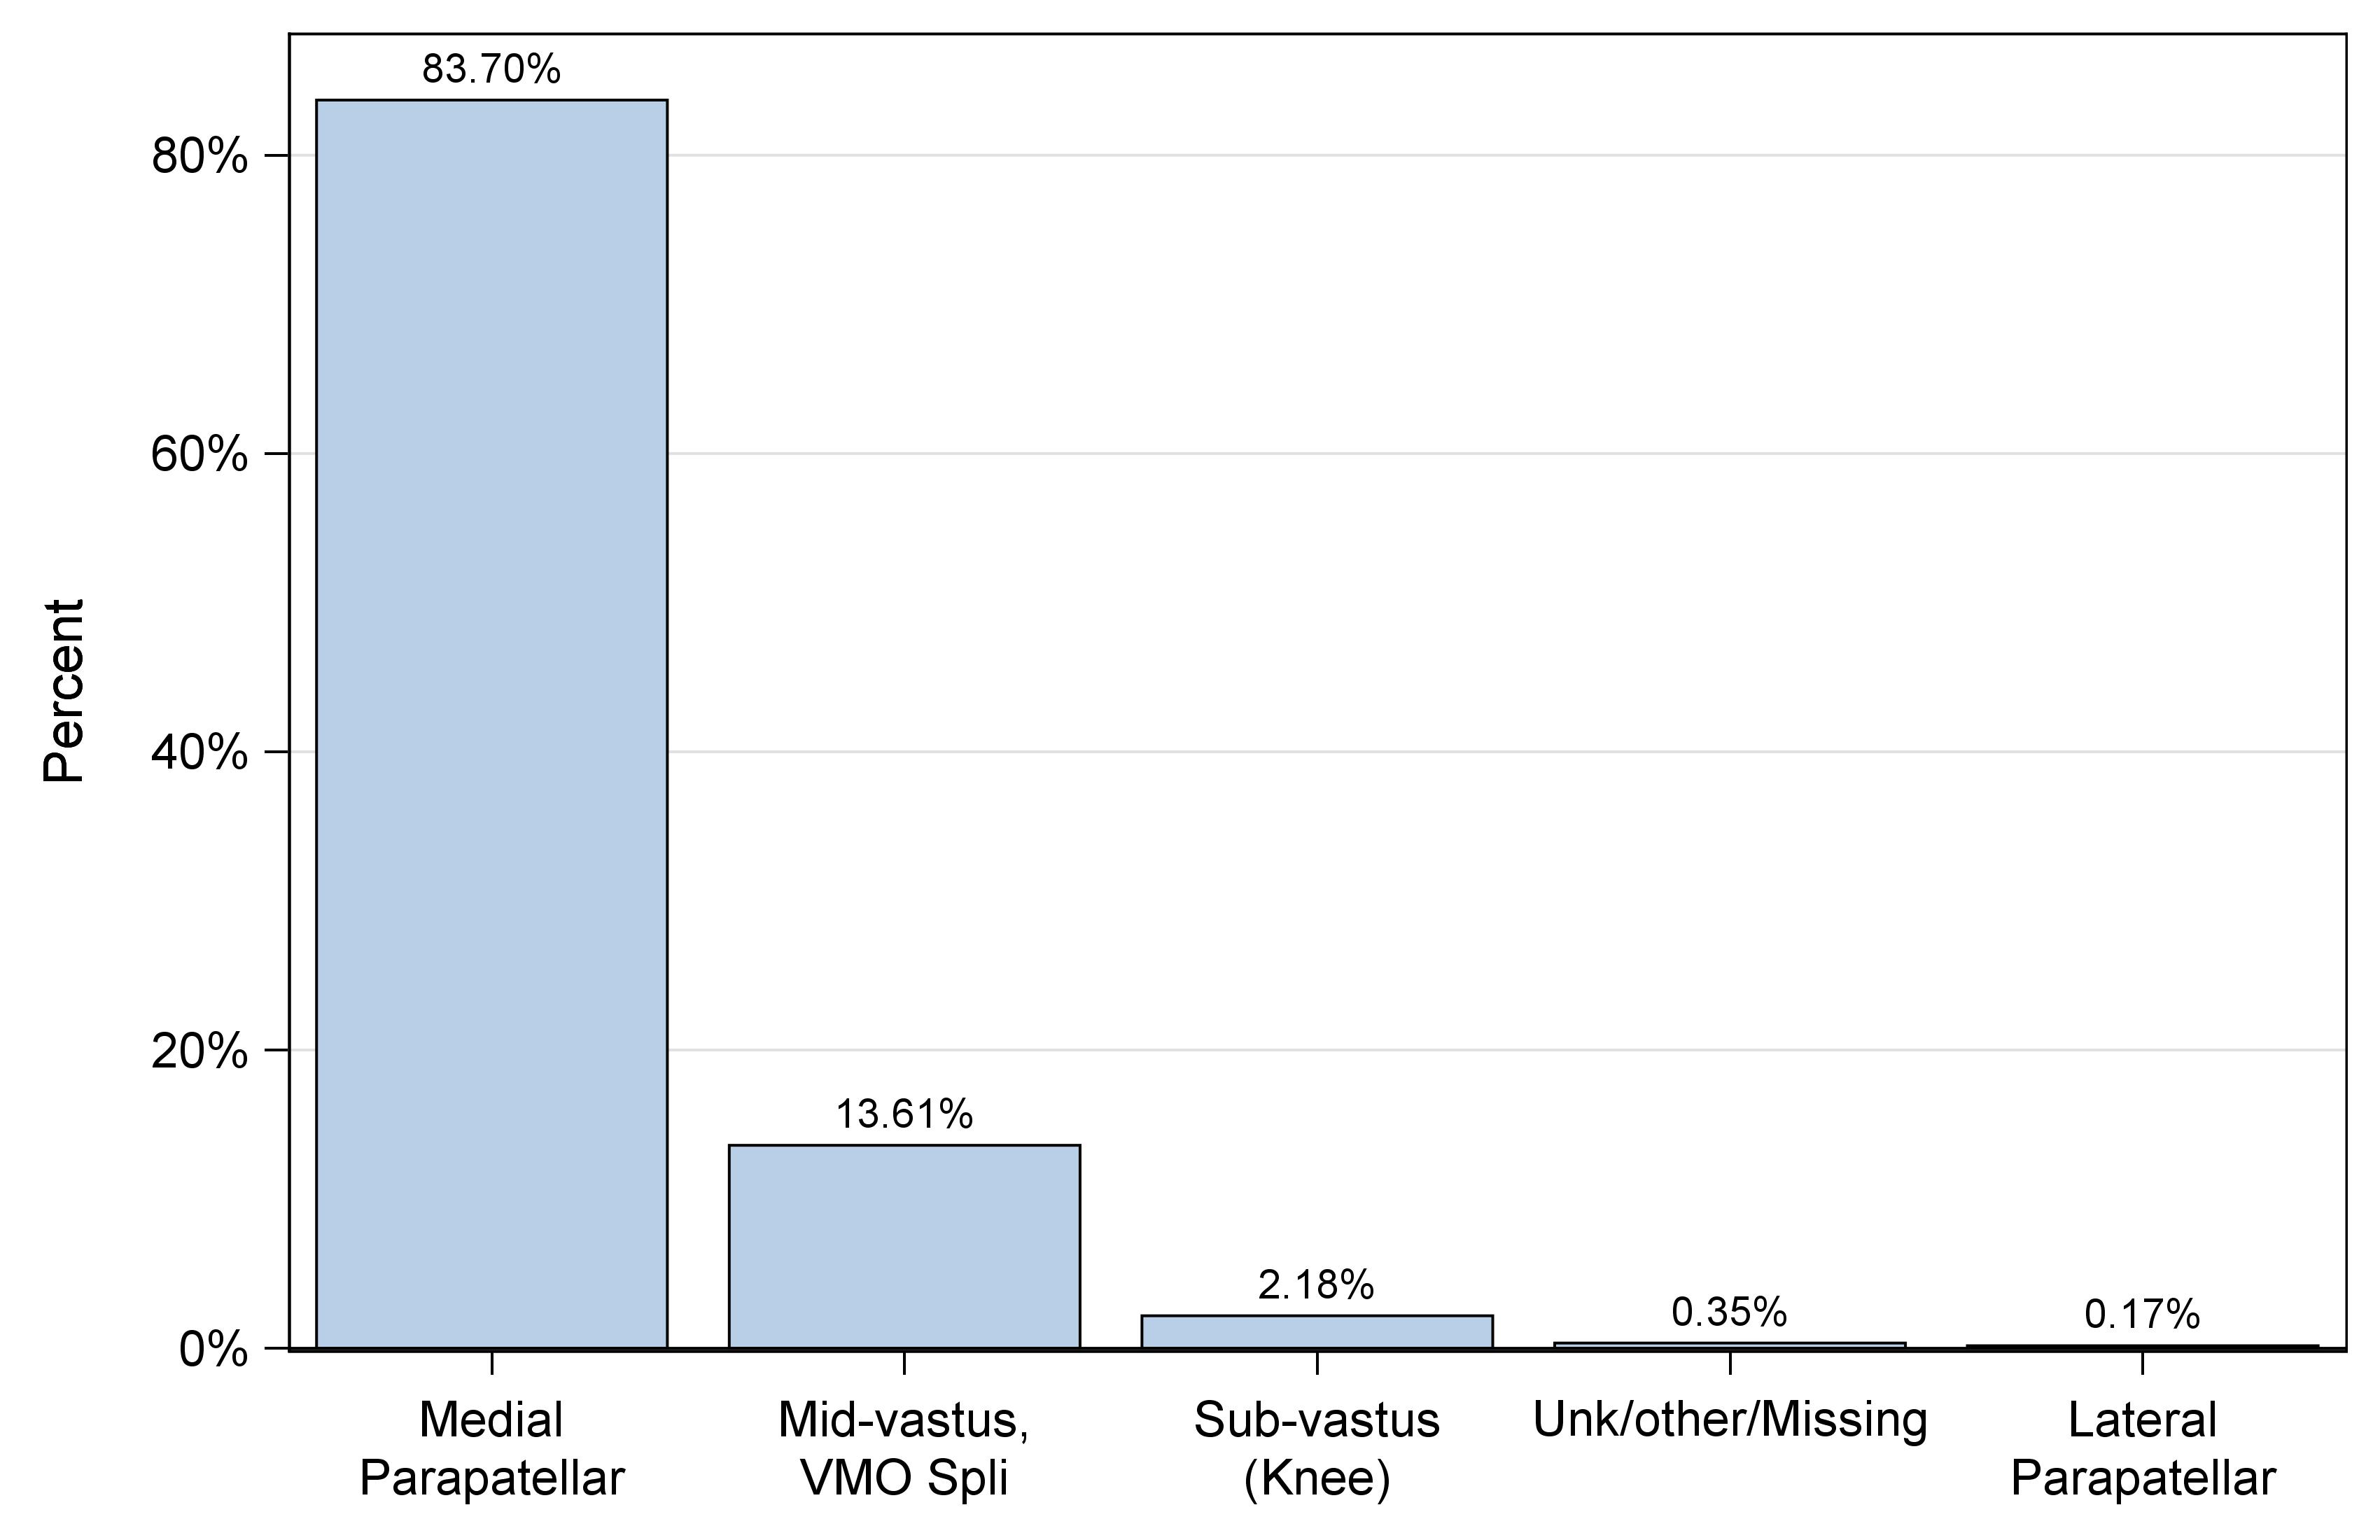 83.70%
80%
60%
Percent
40%
20%
13.61%
2.18%
0.35%
0.17%
0%
Medial
Parapatellar
Mid-vastus,
VMO Spli
Sub-vastus
(Knee)
Unk/other/Missing
Lateral
Parapatellar